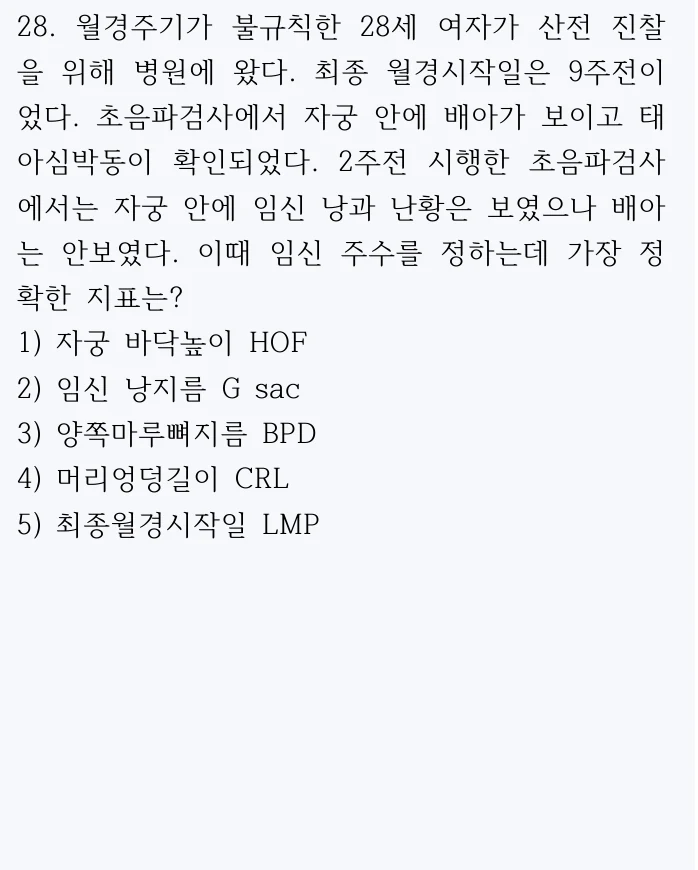 28. 월경주기가 불규칙한 28세 여자가 산전 진찰
을 위해 병원에 왔다. 최종 월경시작일은 9주전이
었다. 초음파검사에서 자궁 안에 배아가 보이고 태
아심박동이 확인되었다. 2주전 시행한 초음파검사
에서는 자궁 안에 임신 낭과 난황은 보였으나 배아
는 안보였다. 이때 임신 주수를 정하는데 가장 정
확한 지표는?
1) 자궁 바닥높이 HOF
2) 임신 낭지름 G sac
3) 양쪽마루뼈지름 BPD
4) 머리엉덩길이 CRL
5) 최종월경시작일 LMP